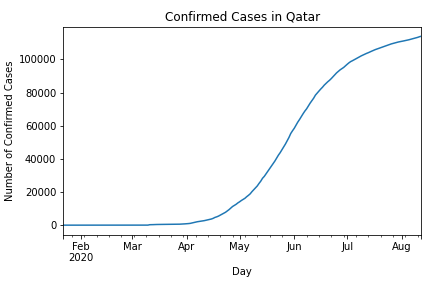 Confirmed Cases in Qatar
Number of Confirmed Cases
100000
80000
60000
40000
20000
0
Feb Mar Apr May Jun Jul Aug
2020
Day